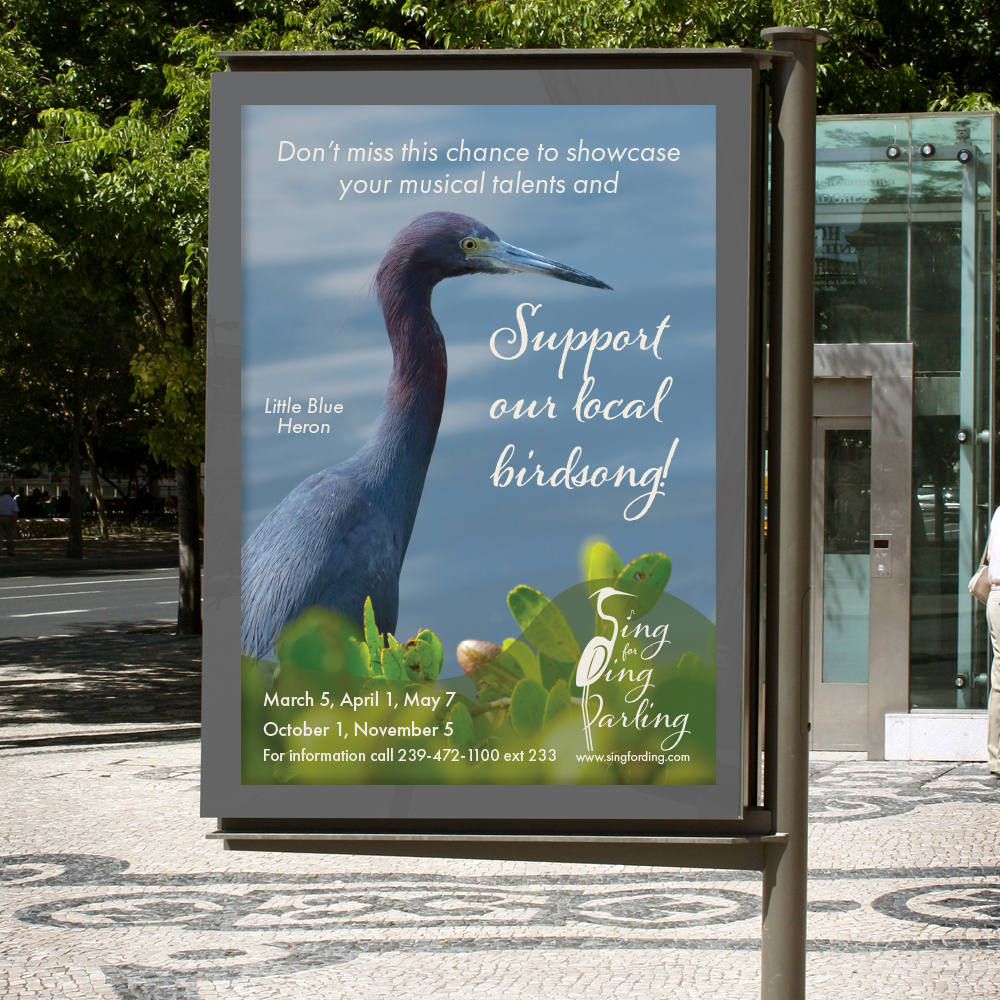 Don't miss this chance to showcase
your musical talents and
Support
our local
birdsong!
Little Blue
Heron
Sing
for
Ding
Darling
March 5, April 1, May 7
October 1, November 5
For information call 239-472-1100 ext 233
www.singfording.com